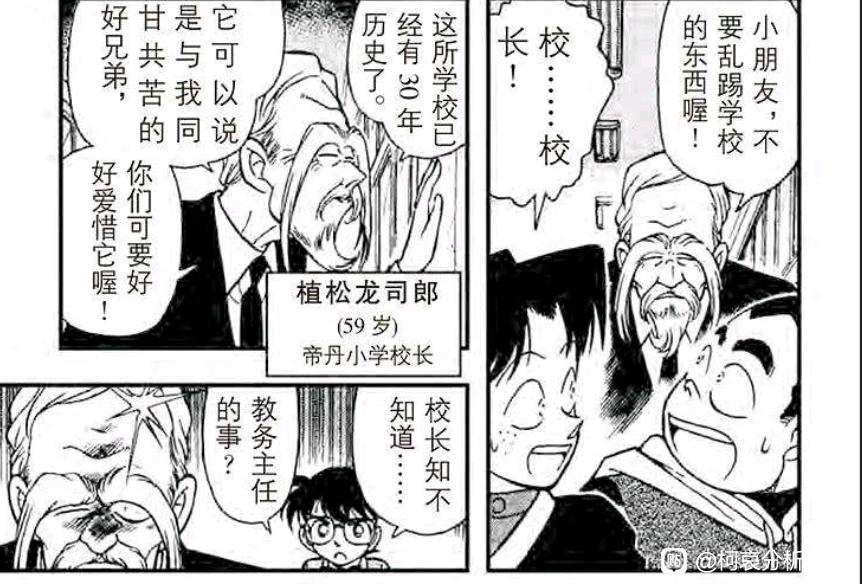 小朋友，不
要乱踢学校
的东西喔！
校……校
长！
这所学校已
经有30年
历史了。
它可以说
是与我同
甘共苦的
好兄弟，
你们可要好
好爱惜它喔！
植松龙司郎
(59 岁)
帝丹小学校长
校长知不
知道……
教务主任
的事？
@柯哀分析